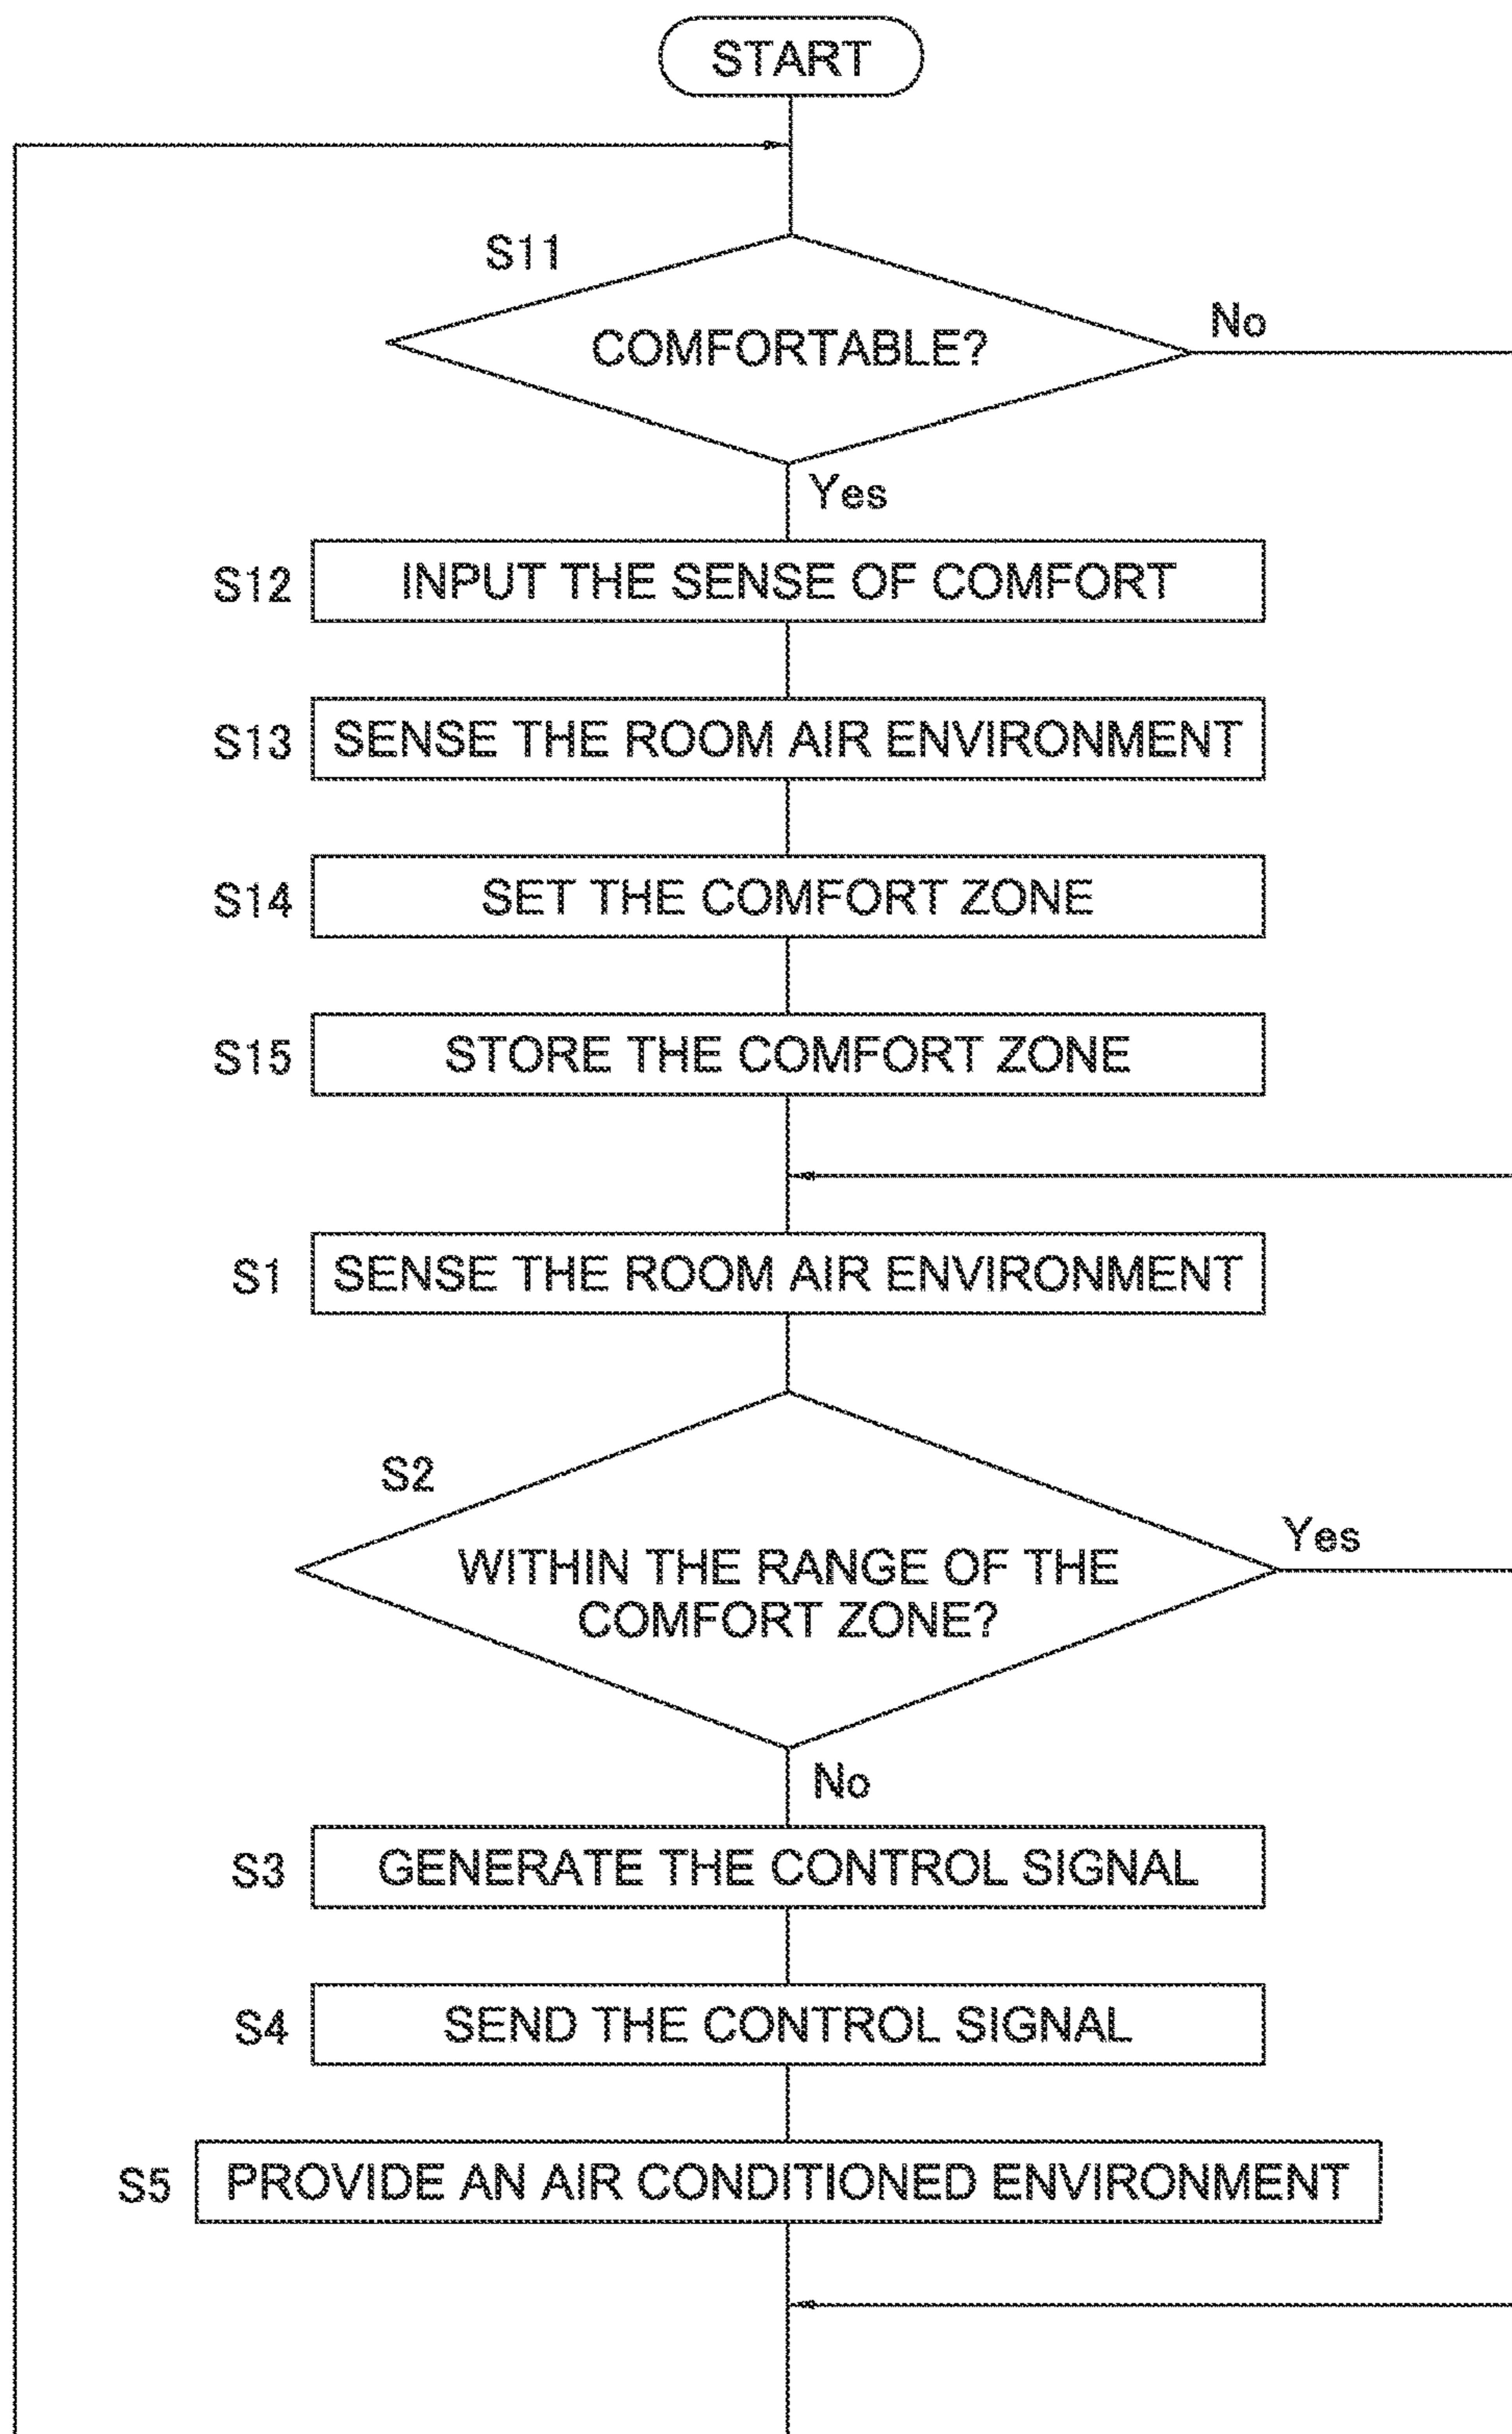 START
S11
COMFORTABLE?
No
Yes
S12 INPUT THE SENSE OF COMFORT
S13 SENSE THE ROOM AIR ENVIRONMENT
S14 SET THE COMFORT ZONE
S15 STORE THE COMFORT ZONE
S1 SENSE THE ROOM AIR ENVIRONMENT
S2
Yes
WITHIN THE RANGE OF THE
COMFORT ZONE?
No
S3 GENERATE THE CONTROL SIGNAL
S4 SEND THE CONTROL SIGNAL
S5 PROVIDE AN AIR CONDITIONED ENVIRONMENT